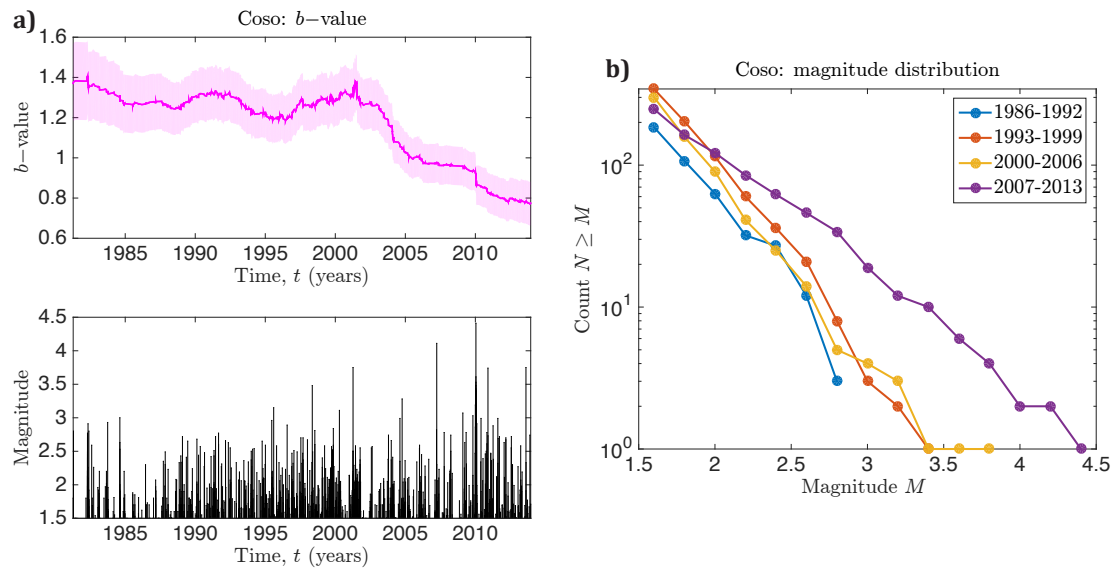 a)
Coso: b−value
1.6
1.4
1.2
1
0.8
0.6
b−value
1985 1990 1995 2000 2005 2010
Time, t (years)
4.5
4
3.5
3
2.5
2
1.5
Magnitude
1985 1990 1995 2000 2005 2010
Time, t (years)
b)
Coso: magnitude distribution
1986-1992
1993-1999
2000-2006
2007-2013
10²
10¹
10⁰
Count N ≥ M
1.5 2 2.5 3 3.5 4 4.5
Magnitude M